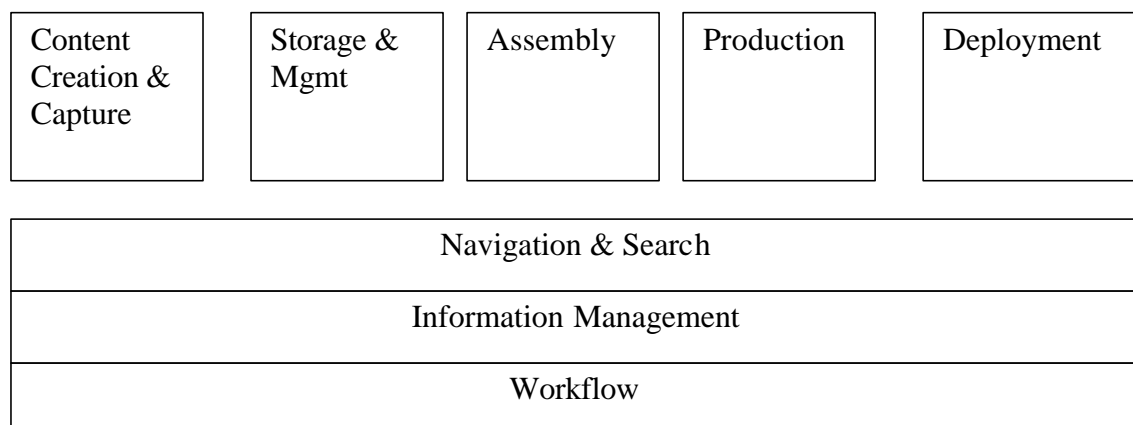 Content
Creation &
Capture
Storage &
Mgmt
Assembly
Production
Deployment
Navigation & Search
Information Management
Workflow